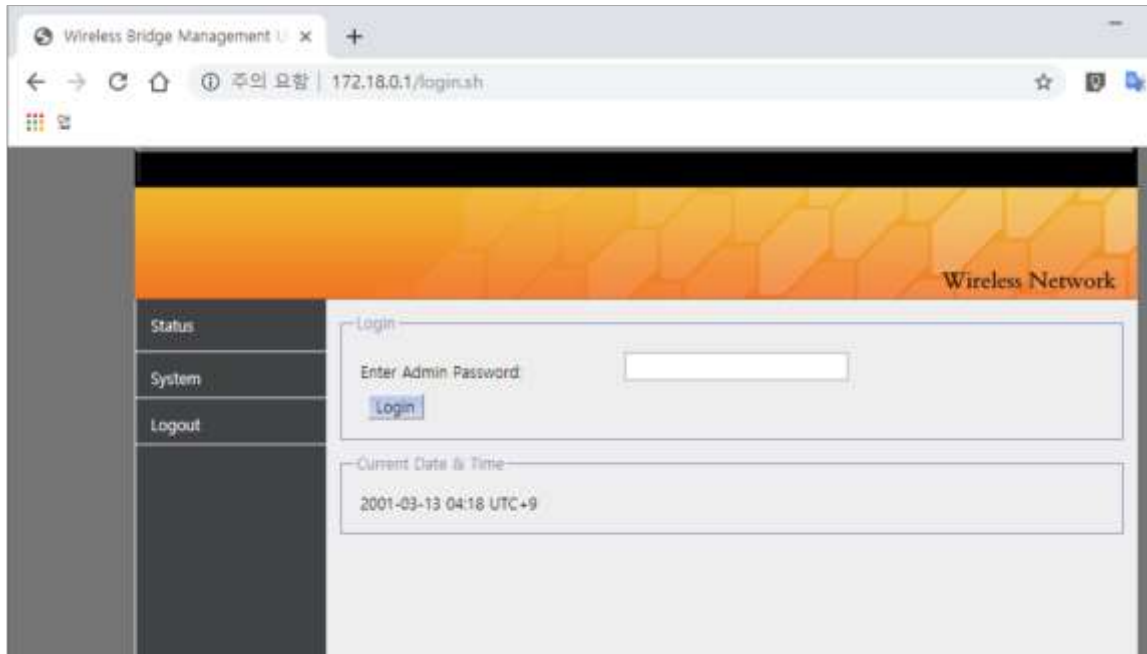 Wireless Bridge Management U
주의 요함 | 172.18.0.1/login.sh
앱
Wireless Network
Status
System
Logout
Login
Enter Admin Password:
Login
Current Date & Time
2001-03-13 04:18 UTC+9